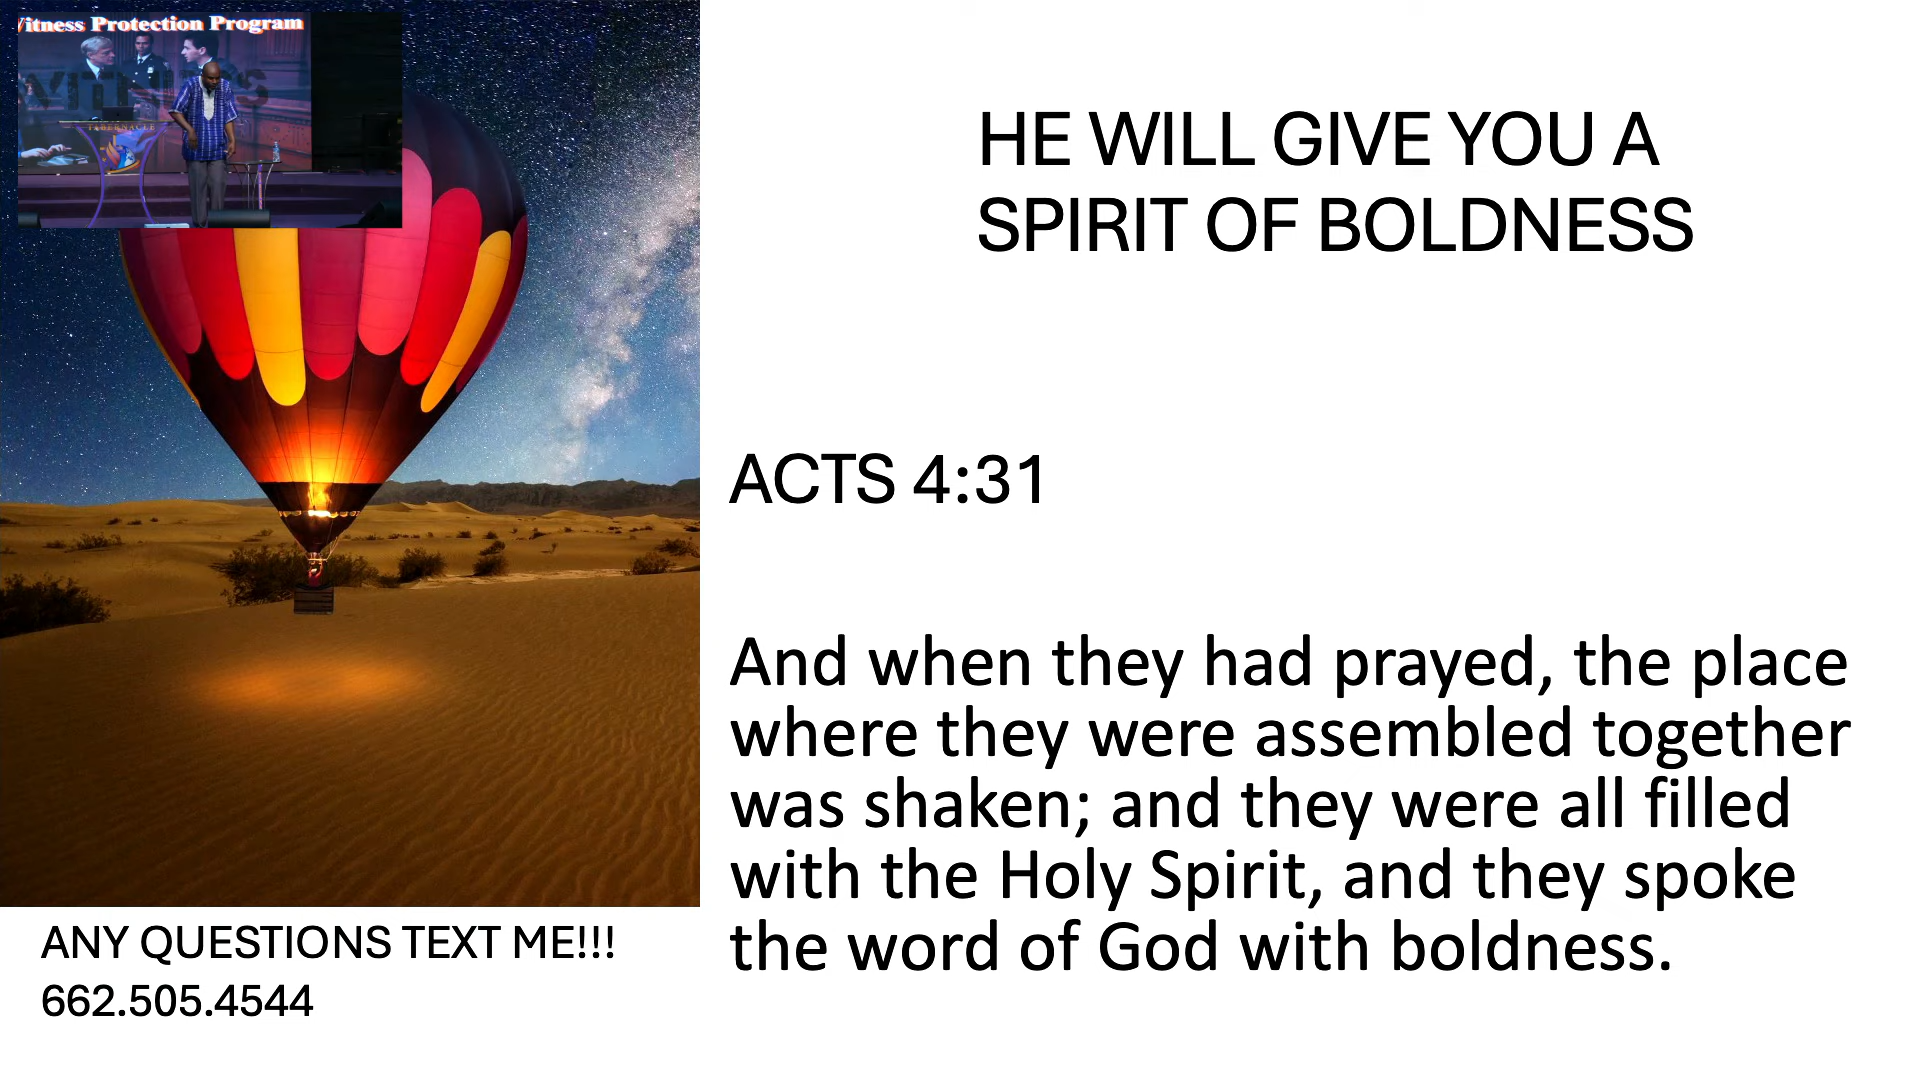 itness Protection Program
WITNESS
TABERNACLE
HE WILL GIVE YOU A
SPIRIT OF BOLDNESS
ACTS 4:31
And when they had prayed, the place
where they were assembled together
was shaken; and they were all filled
with the Holy Spirit, and they spoke
the word of God with boldness.
ANY QUESTIONS TEXT ME!!!
662.505.4544